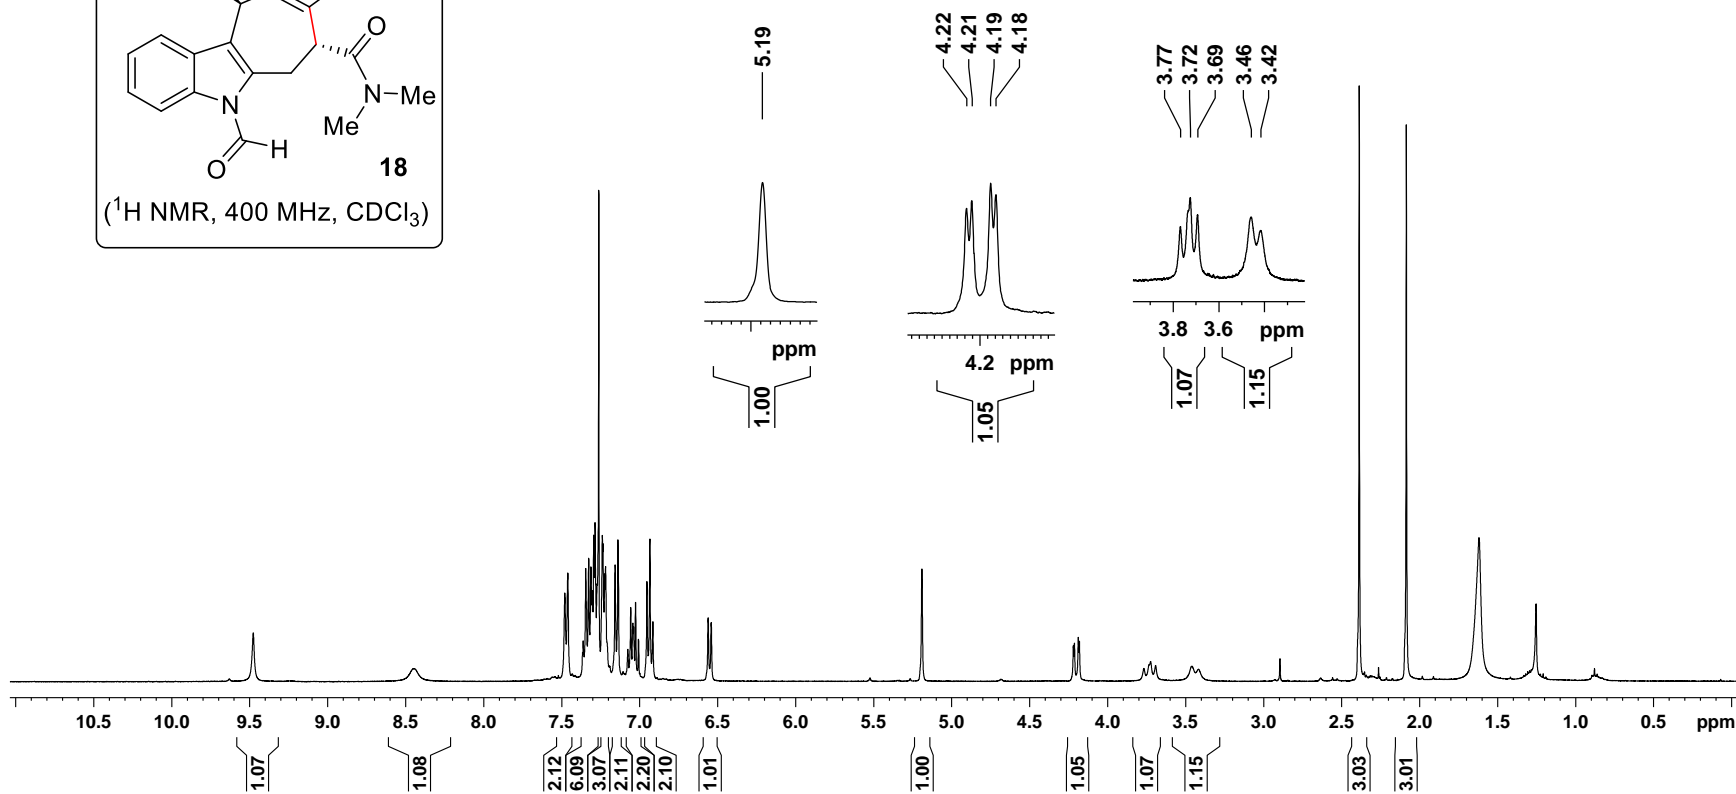 O
N
Me
Me
N
H
O
18
(¹H NMR, 400 MHz, CDCl₃)
5.19
4.22
4.21
4.19
4.18
3.77
3.72
3.69
3.46
3.42
ppm
1.00
4.2 ppm
1.05
3.8 3.6 ppm
1.07
1.15
10.5 10.0 9.5 9.0 8.5 8.0 7.5 7.0 6.5 6.0 5.5 5.0 4.5 4.0 3.5 3.0 2.5 2.0 1.5 1.0 0.5 ppm
1.07
1.08
2.12
6.09
3.07
2.11
2.20
2.10
1.01
1.00
1.05
1.07
1.15
3.03
3.01